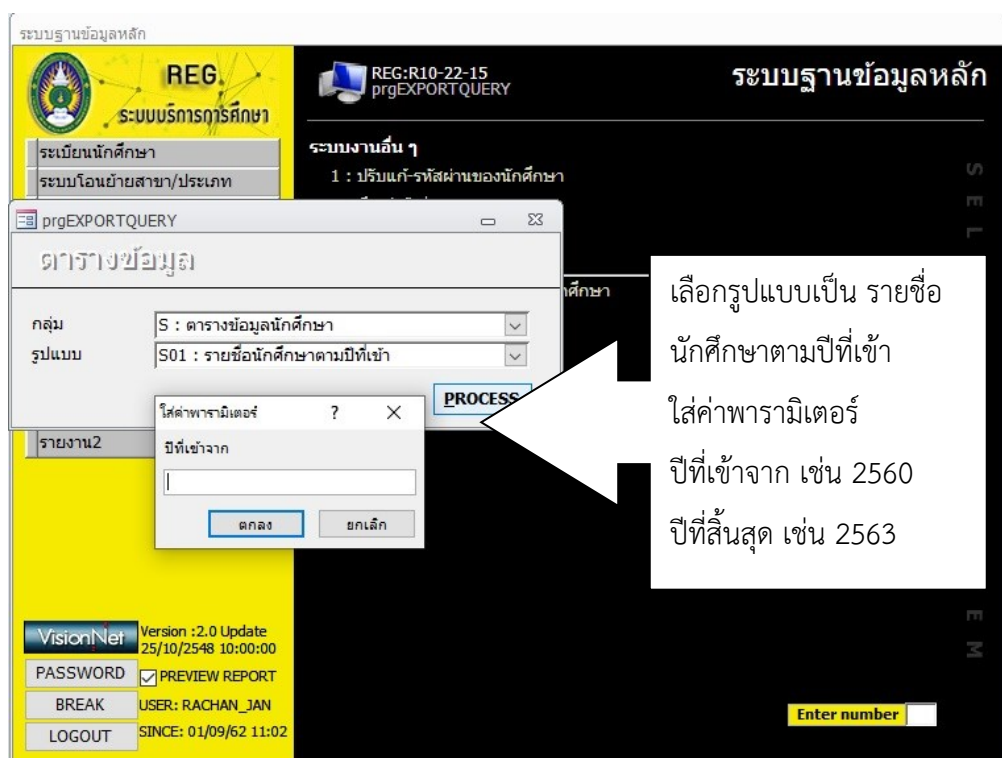 ระบบฐานข้อมูลหลัก
REG.
ระบบบริการการศึกษา
REG:R10-22-15
prgEXPORTQUERY
ระบบฐานข้อมูลหลัก
ระเบียนนักศึกษา
ระบบโอนย้ายสาขา/ประเภท
ระบบงานอื่น ๆ
1 : ปรับแก้-รหัสผ่านของนักศึกษา
prgEXPORTQUERY
ตารางข้อมูล
กลุ่ม S : ตารางข้อมูลนักศึกษา
รูปแบบ S01 : รายชื่อนักศึกษาตามปีที่เข้า
PROCESS
ใส่ค่าพารามิเตอร์ ?
ปีที่เข้าจาก
ตกลง ยกเลิก
รายงาน2
เลือกรูปแบบเป็น รายชื่อ
นักศึกษาตามปีที่เข้า
ใส่ค่าพารามิเตอร์
ปีที่เข้าจาก เช่น 2560
ปีที่สิ้นสุด เช่น 2563
S E L
E M
VisionNet
Version :2.0 Update
25/10/2548 10:00:00
PASSWORD
PREVIEW REPORT
BREAK
USER: RACHAN_JAN
LOGOUT
SINCE: 01/09/62 11:02
Enter number